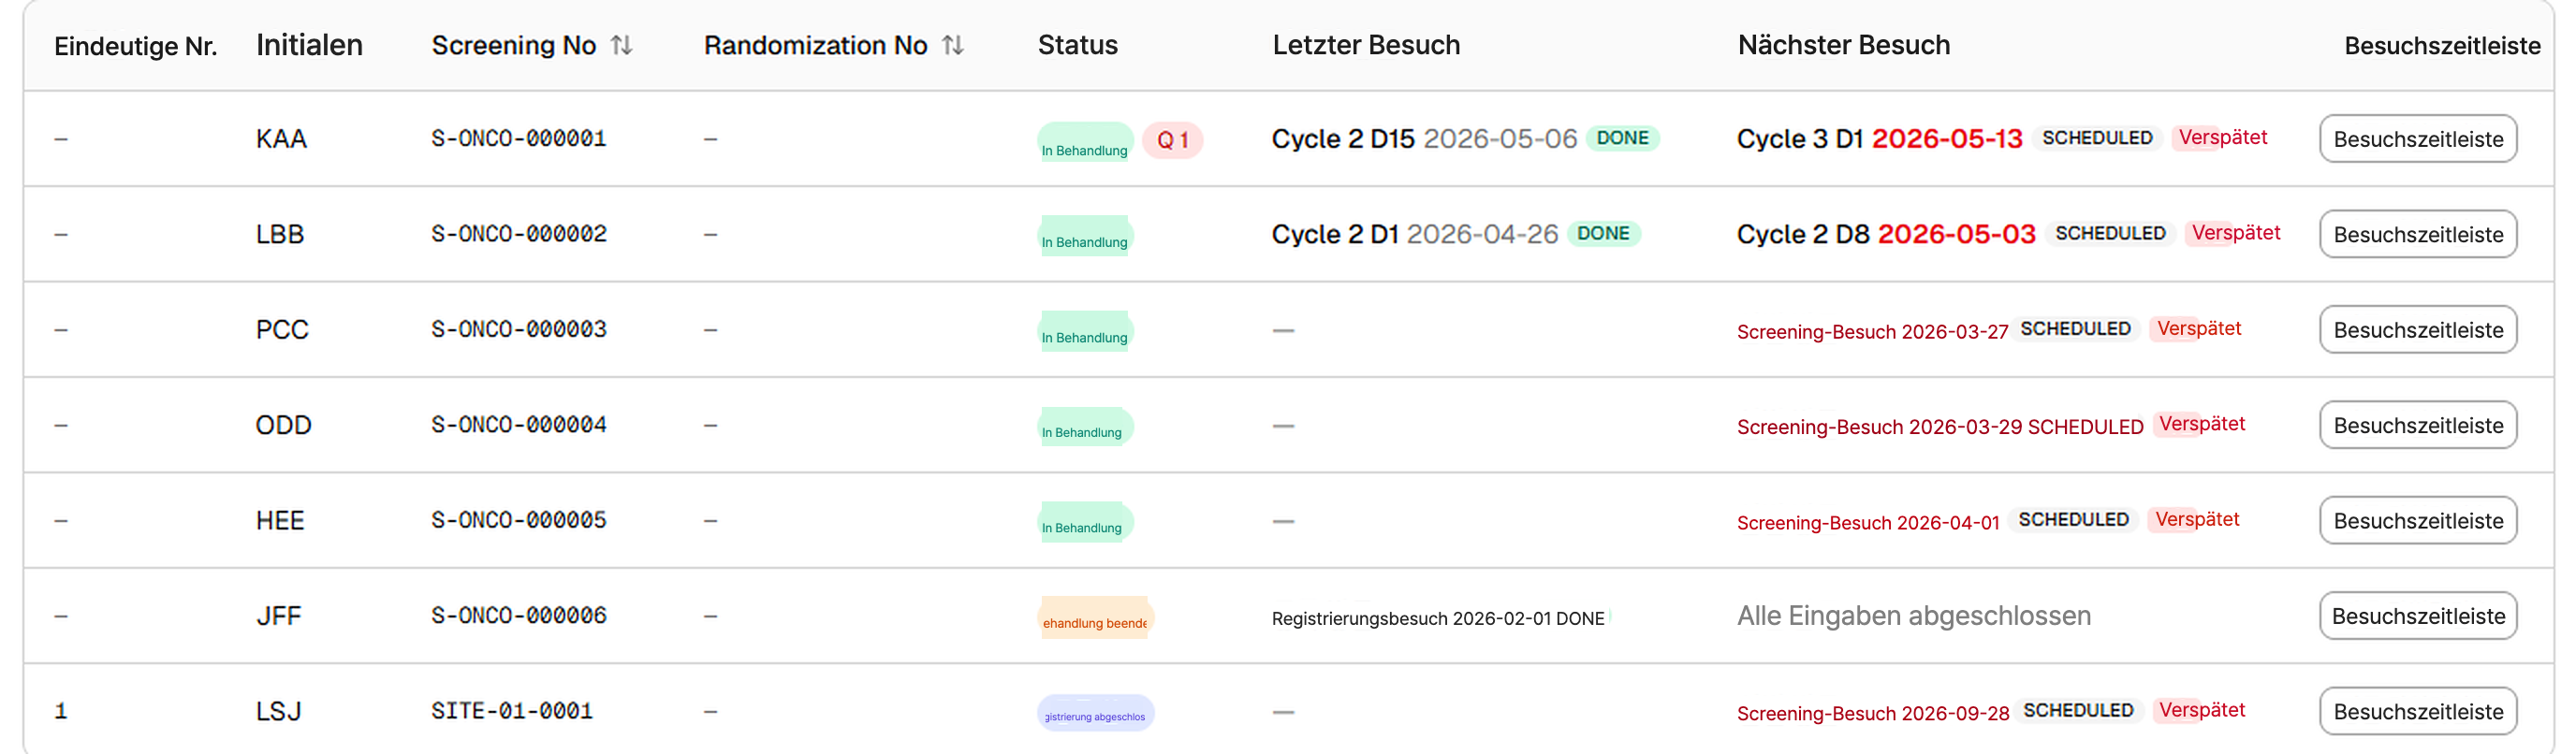 Eindeutige Nr. Initialen Screening No ↑↓ Randomization No ↑↓ Status Letzter Besuch Nächster Besuch Besuchszeitleiste
– KAA S-ONCO-000001 – In Behandlung Q 1 Cycle 2 D15 2026-05-06 DONE Cycle 3 D1 2026-05-13 SCHEDULED Verspätet Besuchszeitleiste
– LBB S-ONCO-000002 – In Behandlung Cycle 2 D1 2026-04-26 DONE Cycle 2 D8 2026-05-03 SCHEDULED Verspätet Besuchszeitleiste
– PCC S-ONCO-000003 – In Behandlung — Screening-Besuch 2026-03-27 SCHEDULED Verspätet Besuchszeitleiste
– ODD S-ONCO-000004 – In Behandlung — Screening-Besuch 2026-03-29 SCHEDULED Verspätet Besuchszeitleiste
– HEE S-ONCO-000005 – In Behandlung — Screening-Besuch 2026-04-01 SCHEDULED Verspätet Besuchszeitleiste
– JFF S-ONCO-000006 – ehandlung beende Registrierungsbesuch 2026-02-01 DONE Alle Eingaben abgeschlossen Besuchszeitleiste
1 LSJ SITE-01-0001 – gistrierung abgeschlos — Screening-Besuch 2026-09-28 SCHEDULED Verspätet Besuchszeitleiste